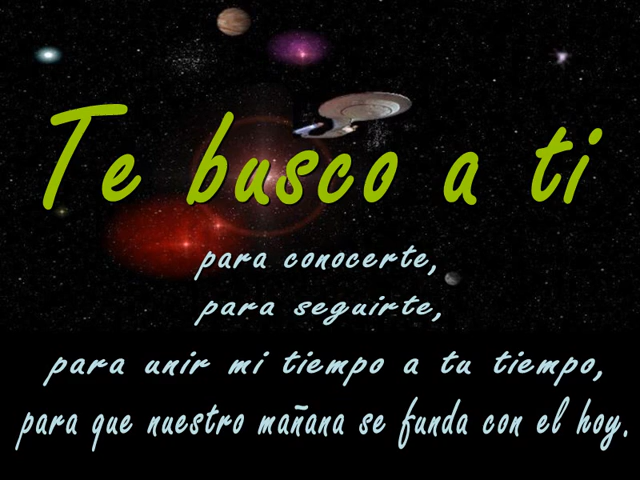 Te busco a ti
para conocerte,
para seguirte,
para unir mi tiempo a tu tiempo,
para que nuestro mañana se funda con el hoy.